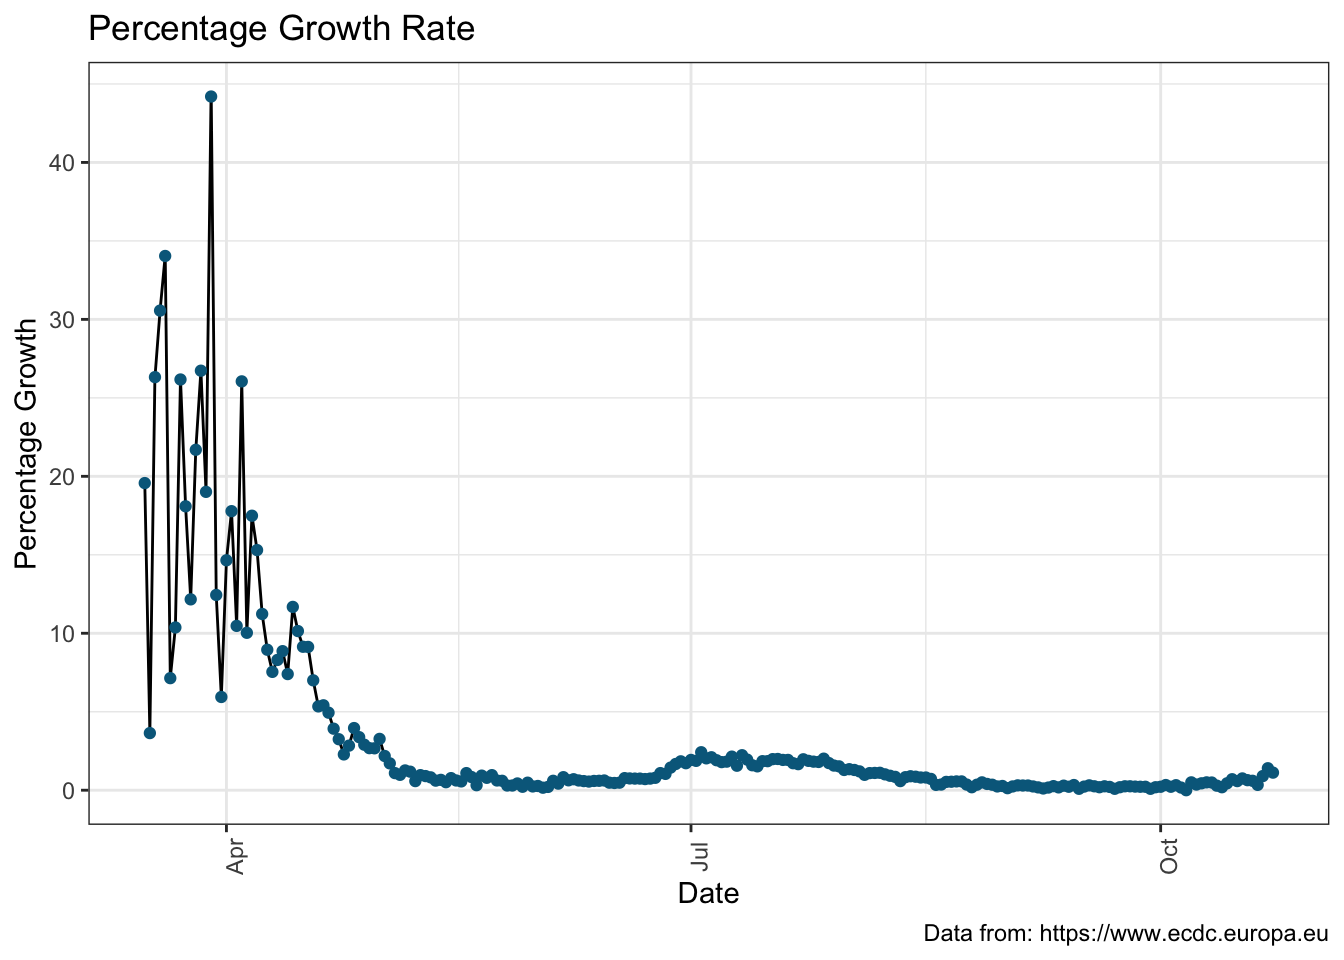 Percentage Growth Rate
Percentage Growth
40
30
20
10
0
Apr
Jul
Oct
Date
Data from: https://www.ecdc.europa.eu